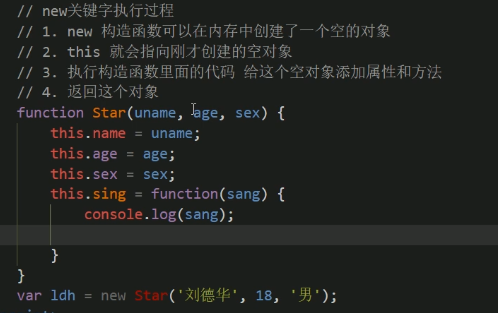 // new关键字执行过程
// 1. new 构造函数可以在内存中创建了一个空的对象
// 2. this 就会指向刚才创建的空对象
// 3. 执行构造函数里面的代码 给这个空对象添加属性和方法
// 4. 返回这个对象
function Star(uname, age, sex) {
    this.name = uname;
    this.age = age;
    this.sex = sex;
    this.sing = function(sang) {
        console.log(sang);
    }
}
var ldh = new Star('刘德华', 18, '男');